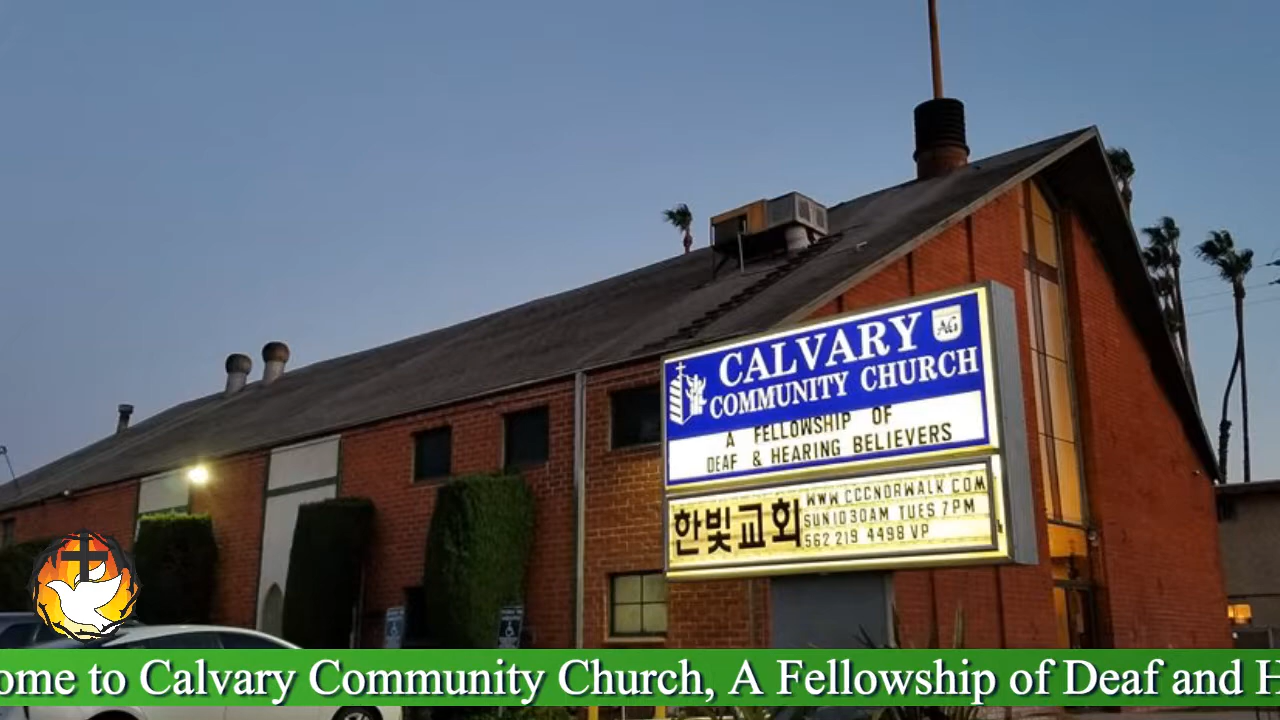 CALVARY
AG
COMMUNITY CHURCH
A FELLOWSHIP OF
DEAF & HEARING BELIEVERS
한빛교회
WWW CCCNORWALK COM
SUN 10 30AM TUES 7PM
562 219 4498 VP
ome to Calvary Community Church, A Fellowship of Deaf and H